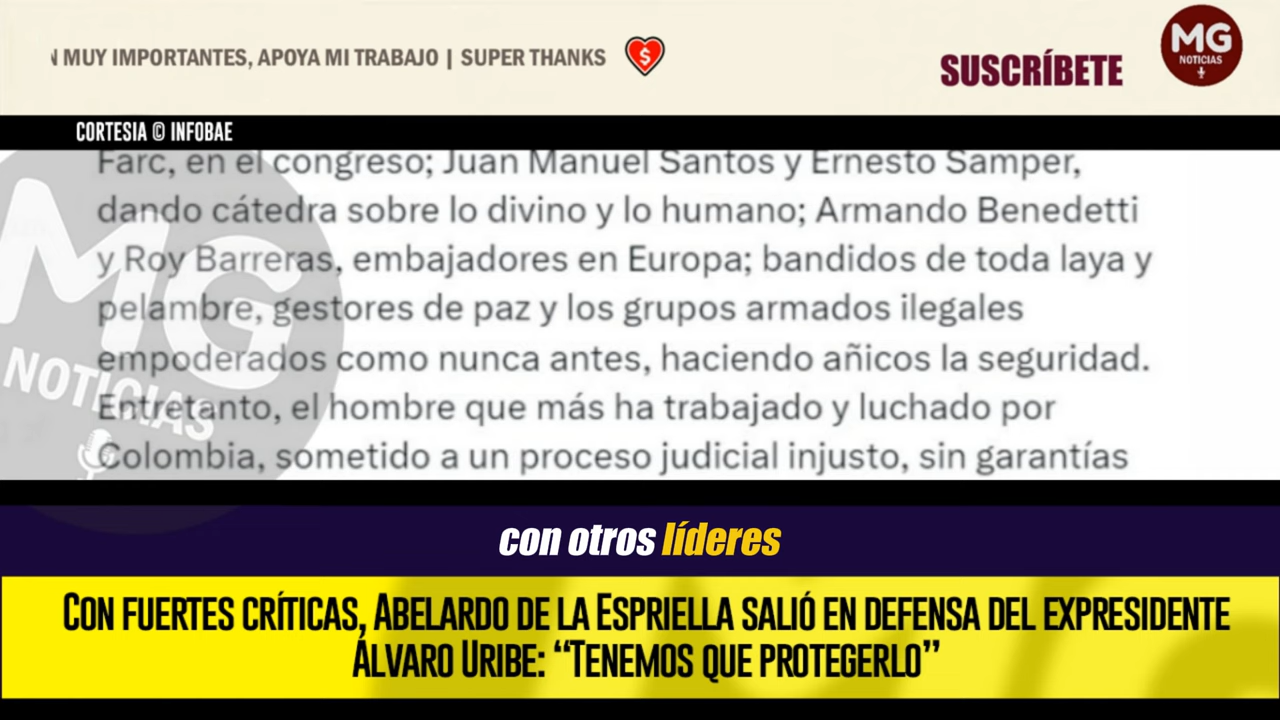 N MUY IMPORTANTES, APOYA MI TRABAJO | SUPER THANKS
SUSCRÍBETE
MG
NOTICIAS
CORTESIA © INFOBAE
Farc, en el congreso; Juan Manuel Santos y Ernesto Samper,
dando cátedra sobre lo divino y lo humano; Armando Benedetti
y Roy Barreras, embajadores en Europa; bandidos de toda laya y
pelambre, gestores de paz y los grupos armados ilegales
empoderados como nunca antes, haciendo añicos la seguridad.
Entretanto, el hombre que más ha trabajado y luchado por
Colombia, sometido a un proceso judicial injusto, sin garantías
MG
NOTICIAS
con otros líderes
CON FUERTES CRÍTICAS, ABELARDO DE LA ESPRIELLA SALIÓ EN DEFENSA DEL EXPRESIDENTE
ÁLVARO URIBE: “TENEMOS QUE PROTEGERLO”